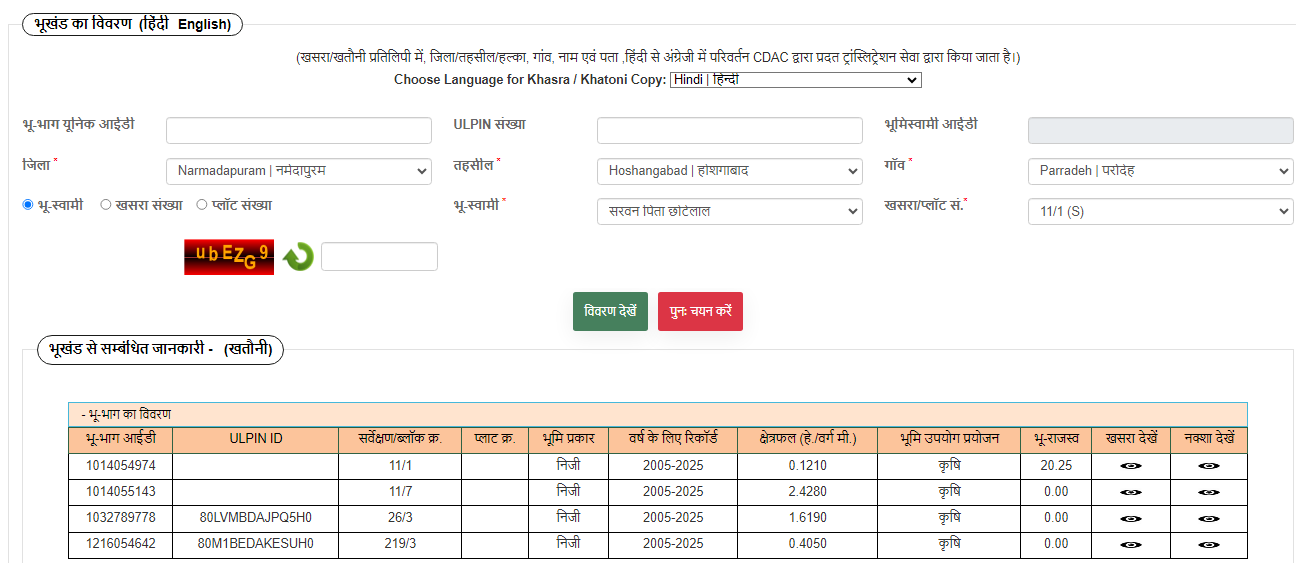 भूखंड का विवरण (हिंदी English)
(खसरा/खतौनी प्रतिलिपी में, जिला/तहसील/हल्का, गांव, नाम एवं पता ,हिंदी से अंग्रेजी में परिवर्तन CDAC द्वारा प्रदत ट्रांस्लिट्रेशन सेवा द्वारा किया जाता है।)
Choose Language for Khasra / Khatoni Copy: Hindi | हिन्दी
भू-भाग यूनिक आईडी ULPIN संख्या भूमिस्वामी आईडी
जिला * Narmadapuram | नर्मदापुरम तहसील * Hoshangabad | होशंगाबाद गाँव * Parradeh | परदेह
भू-स्वामी खसरा संख्या प्लॉट संख्या भू-स्वामी * सरवन पिता छोटेलाल खसरा/प्लॉट सं.* 11/1 (S)
ubEZG9
विवरण देखें पुनः चयन करें
भूखंड से सम्बंधित जानकारी - (खतौनी)
- भू-भाग का विवरण
भू-भाग आईडी ULPIN ID सर्वेक्षण/ब्लॉक क्र. प्लाट क्र. भूमि प्रकार वर्ष के लिए रिकॉर्ड क्षेत्रफल (हे./वर्ग मी.) भूमि उपयोग प्रयोजन भू-राजस्व खसरा देखें नक्शा देखें
1014054974 11/1 निजी 2005-2025 0.1210 कृषि 20.25
1014055143 11/7 निजी 2005-2025 2.4280 कृषि 0.00
1032789778 80LVMBDAJPQ5H0 26/3 निजी 2005-2025 1.6190 कृषि 0.00
1216054642 80M1BEDAKESUH0 219/3 निजी 2005-2025 0.4050 कृषि 0.00